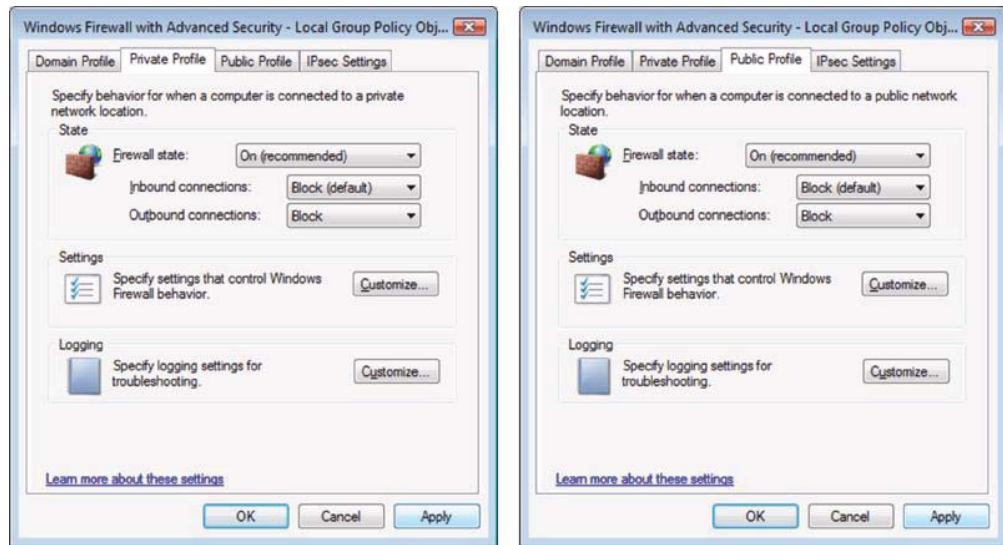 Windows Firewall with Advanced Security - Local Group Policy Obj...
Domain Profile Private Profile Public Profile IPsec Settings
Specify behavior for when a computer is connected to a private
network location.
State
Firewall state: On (recommended)
Inbound connections: Block (default)
Outbound connections: Block
Settings
Specify settings that control Windows
Firewall behavior.
Customize...
Logging
Specify logging settings for
troubleshooting.
Customize...
Learn more about these settings
OK Cancel Apply
Windows Firewall with Advanced Security - Local Group Policy Obj...
Domain Profile Private Profile Public Profile IPsec Settings
Specify behavior for when a computer is connected to a public network
location.
State
Firewall state: On (recommended)
Inbound connections: Block (default)
Outbound connections: Block
Settings
Specify settings that control Windows
Firewall behavior.
Customize...
Logging
Specify logging settings for
troubleshooting.
Customize...
Learn more about these settings
OK Cancel Apply